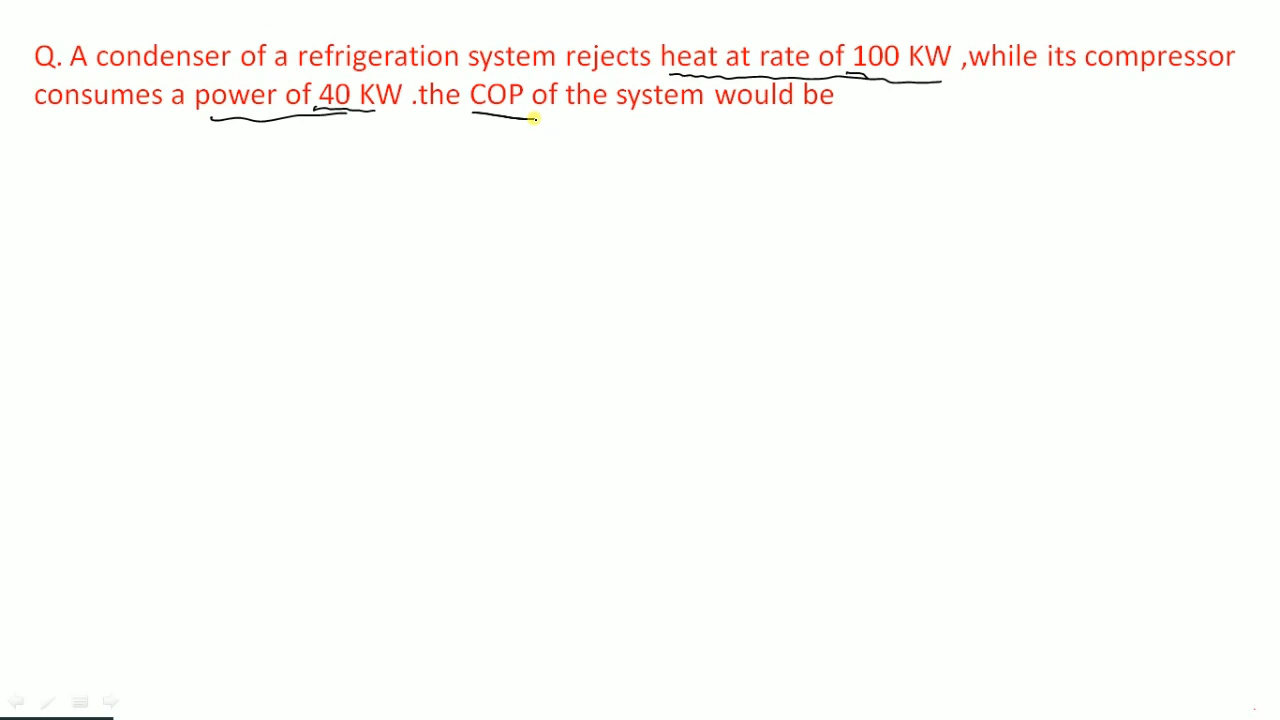 Q. A condenser of a refrigeration system rejects heat at rate of 100 KW ,while its compressor
consumes a power of 40 KW .the COP of the system would be